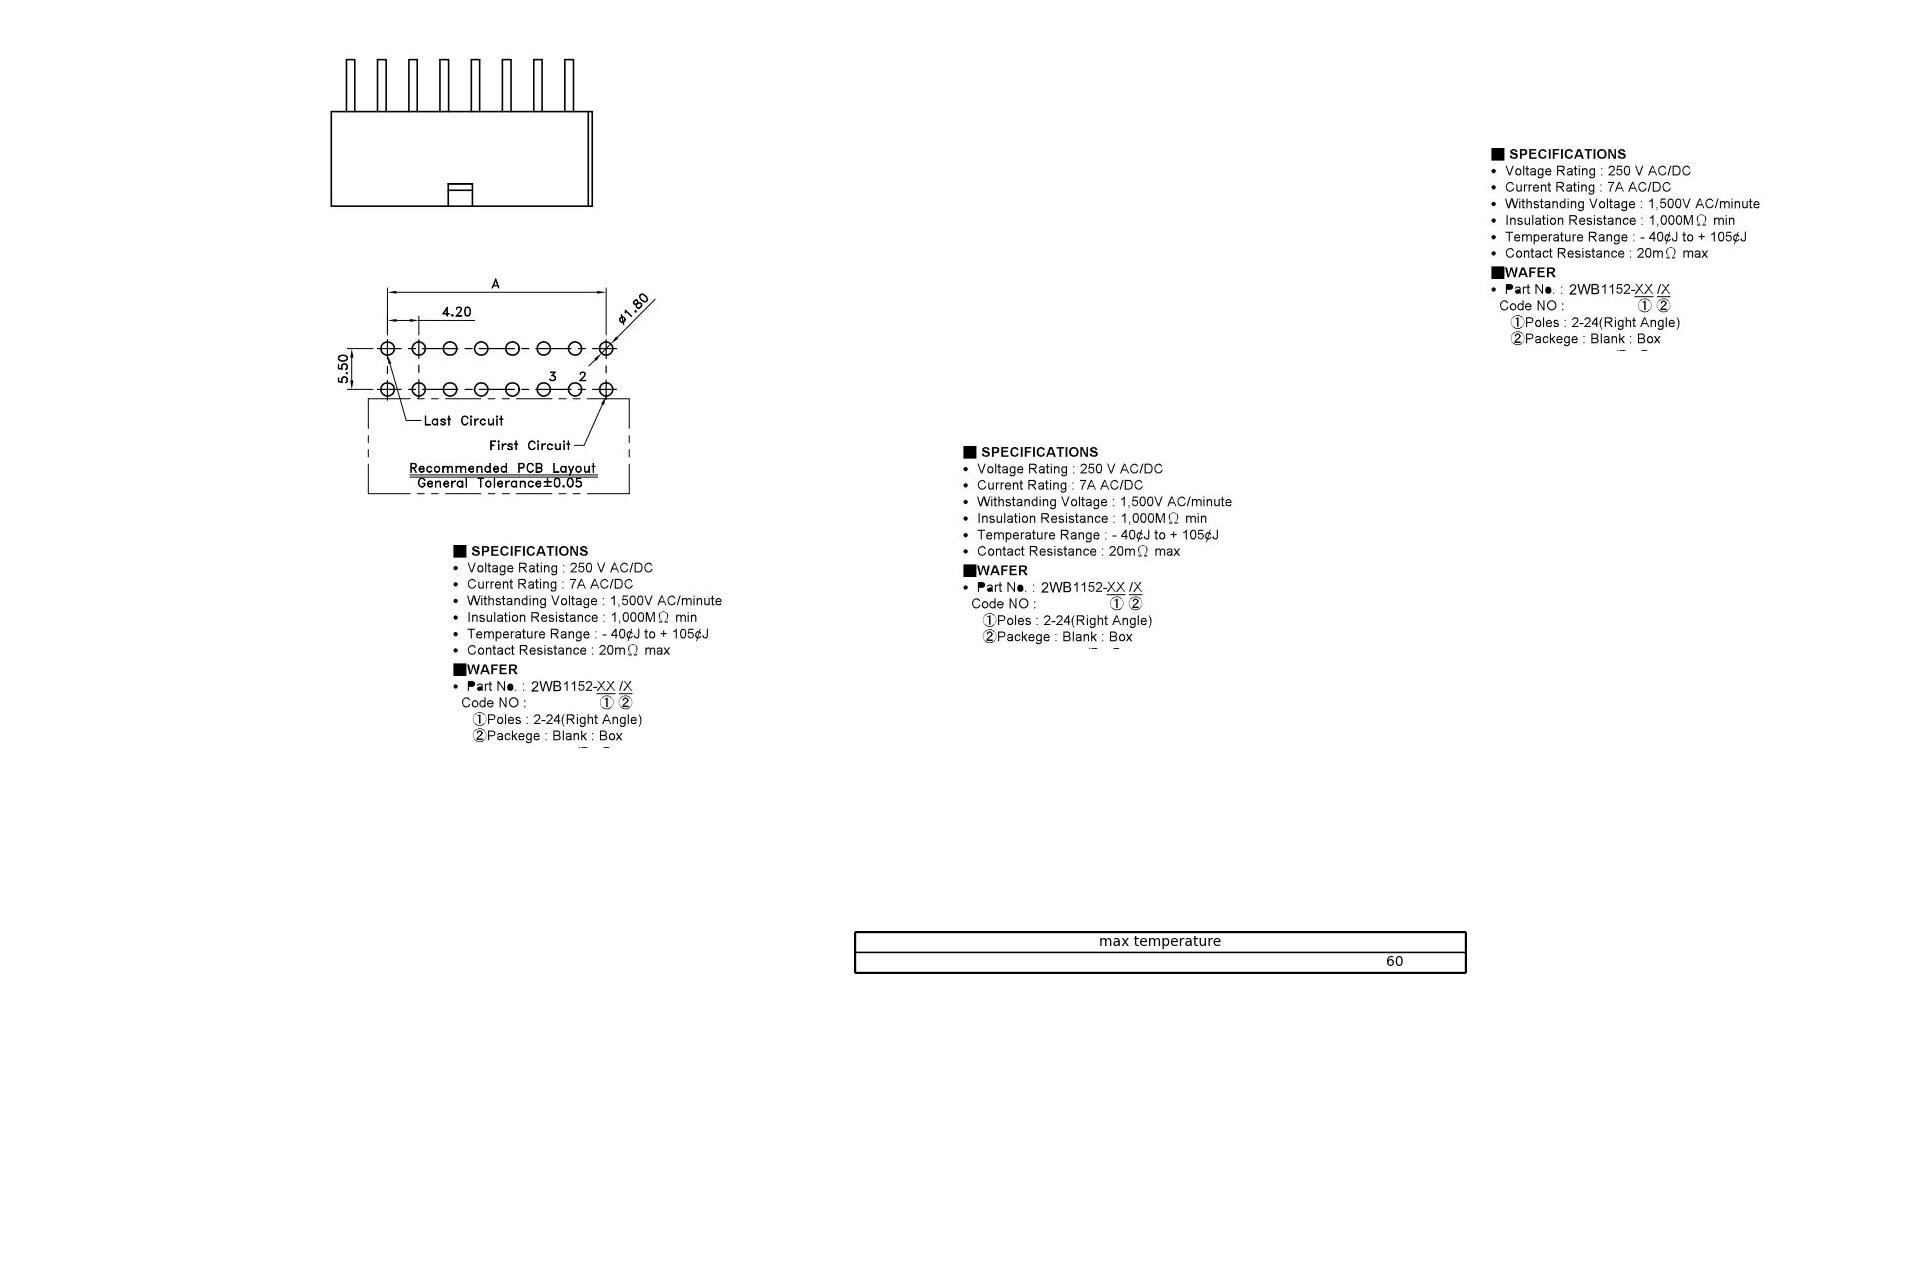 A
4.20
ø1.80
5.50
3 2
Last Circuit
First Circuit
Recommended PCB Layout
General Tolerance±0.05
■ SPECIFICATIONS
• Voltage Rating : 250 V AC/DC
• Current Rating : 7A AC/DC
• Withstanding Voltage : 1,500V AC/minute
• Insulation Resistance : 1,000MΩ min
• Temperature Range : - 40¢J to + 105¢J
• Contact Resistance : 20mΩ max
■WAFER
• Part No. : 2WB1152-XX /X
Code NO : ① ②
①Poles : 2-24(Right Angle)
②Packege : Blank : Box
■ SPECIFICATIONS
• Voltage Rating : 250 V AC/DC
• Current Rating : 7A AC/DC
• Withstanding Voltage : 1,500V AC/minute
• Insulation Resistance : 1,000MΩ min
• Temperature Range : - 40¢J to + 105¢J
• Contact Resistance : 20mΩ max
■WAFER
• Part No. : 2WB1152-XX /X
Code NO : ① ②
①Poles : 2-24(Right Angle)
②Packege : Blank : Box
■ SPECIFICATIONS
• Voltage Rating : 250 V AC/DC
• Current Rating : 7A AC/DC
• Withstanding Voltage : 1,500V AC/minute
• Insulation Resistance : 1,000MΩ min
• Temperature Range : - 40¢J to + 105¢J
• Contact Resistance : 20mΩ max
■WAFER
• Part No. : 2WB1152-XX /X
Code NO : ① ②
①Poles : 2-24(Right Angle)
②Packege : Blank : Box
max temperature
60